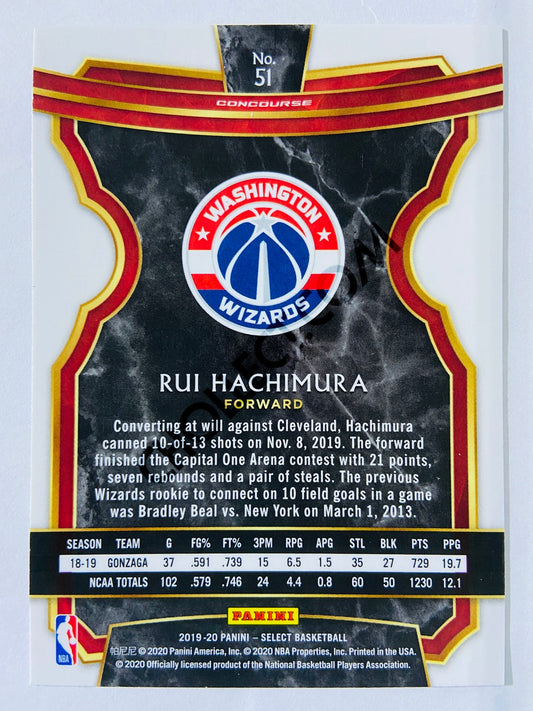 No.
51
CONCOURSE
WASHINGTON
WIZARDS
RUI HACHIMURA
FORWARD
Converting at will against Cleveland, Hachimura
canned 10-of-13 shots on Nov. 8, 2019. The forward
finished the Capital One Arena contest with 21 points,
seven rebounds and a pair of steals. The previous
Wizards rookie to connect on 10 field goals in a game
was Bradley Beal vs. New York on March 1, 2013.
SEASON TEAM G FG% FT% 3PM RPG APG STL BLK PTS PPG
18-19 GONZAGA 37 .591 .739 15 6.5 1.5 35 27 729 19.7
NCAA TOTALS 102 .579 .746 24 4.4 0.8 60 50 1230 12.1
PANINI
2019-20 PANINI – SELECT BASKETBALL
帕尼尼 © 2020 Panini America, Inc. © 2020 NBA Properties, Inc. Printed in the USA.
© 2020 Officially licensed product of the National Basketball Players Association.
NBA